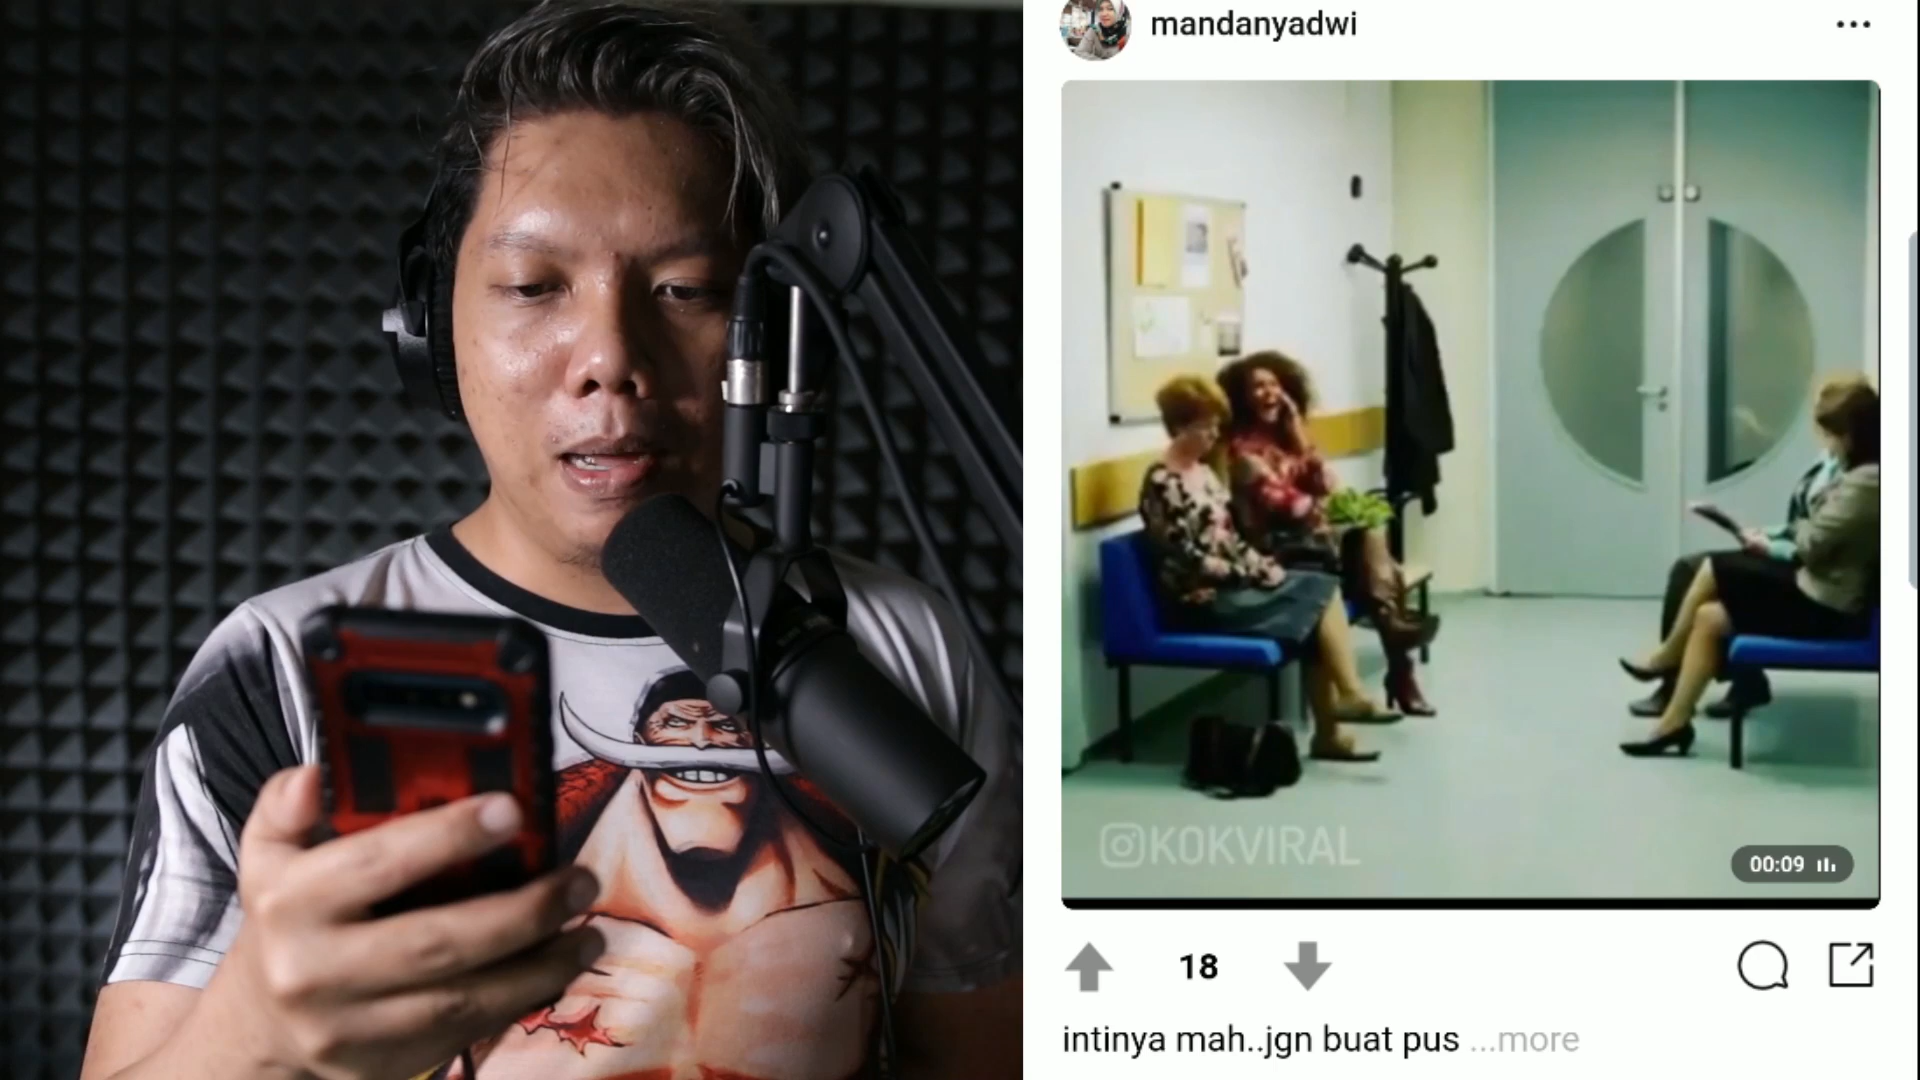 mandanyadwi
KOKVIRAL
00:09
18
intinya mah..jgn buat pus ...more